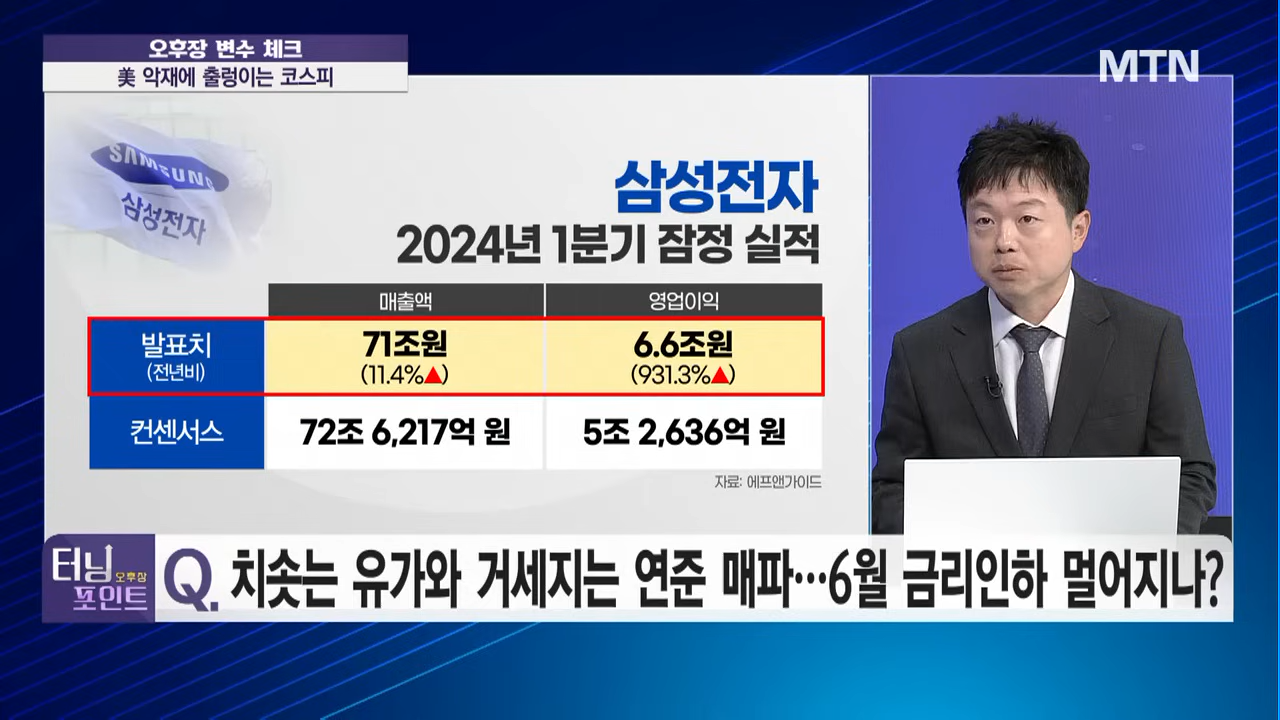 오후장 변수 체크
美 악재에 출렁이는 코스피
MTN
SAMSUNG
삼성전자
삼성전자
2024년 1분기 잠정 실적
매출액 영업이익
발표치 71조원 6.6조원
(전년비) (11.4%▲) (931.3%▲)
컨센서스 72조 6,217억 원 5조 2,636억 원
자료: 에프앤가이드
터닝 오후장
포인트
Q. 치솟는 유가와 거세지는 연준 매파…6월 금리인하 멀어지나?